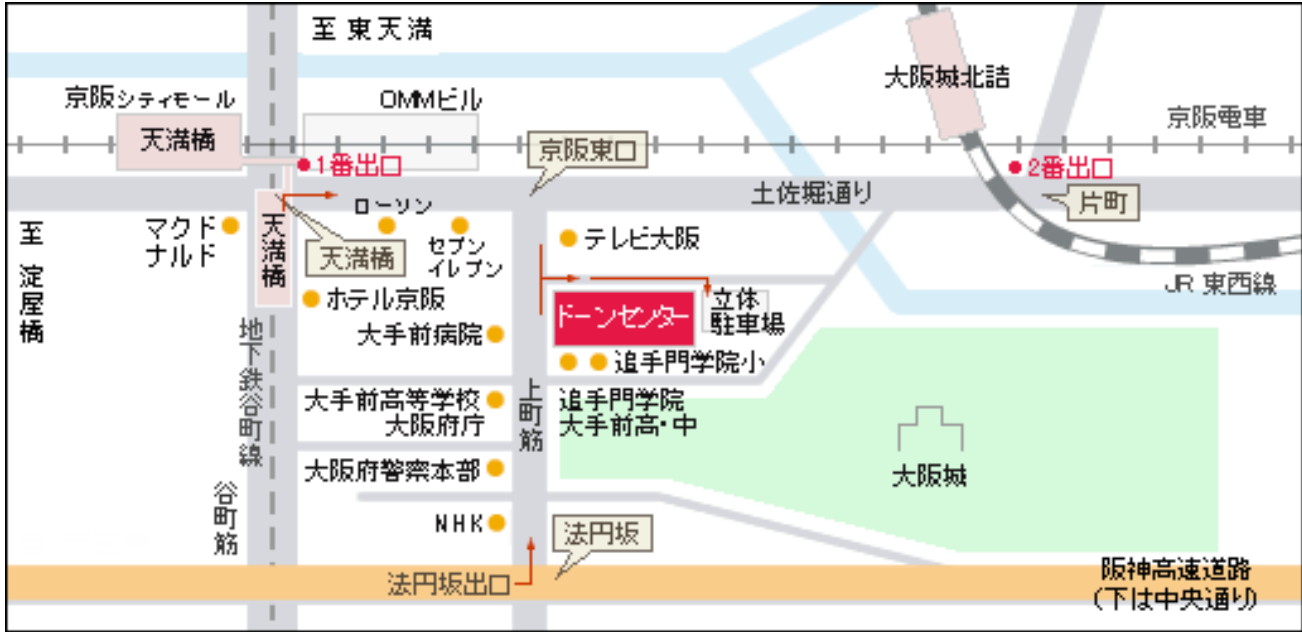 至東天満
大阪城北詰
京阪シティモール
OMMビル
京阪電車
天満橋
京阪東口
1番出口
2番出口
土佐堀通り
片町
ローソン
至淀屋橋
マクド
ナルド
天満橋
天満橋
セブン
イレブン
テレビ大阪
JR 東西線
ホテル京阪
ドーンセンター
立体
駐車場
大手前病院
地下鉄谷町線
追手門学院小
上町筋
大手前高等学校
大阪府庁
追手門学院
大手前高・中
大阪府警察本部
大阪城
谷町筋
NHK
法円坂
法円坂出口
阪神高速道路
(下は中央通り)